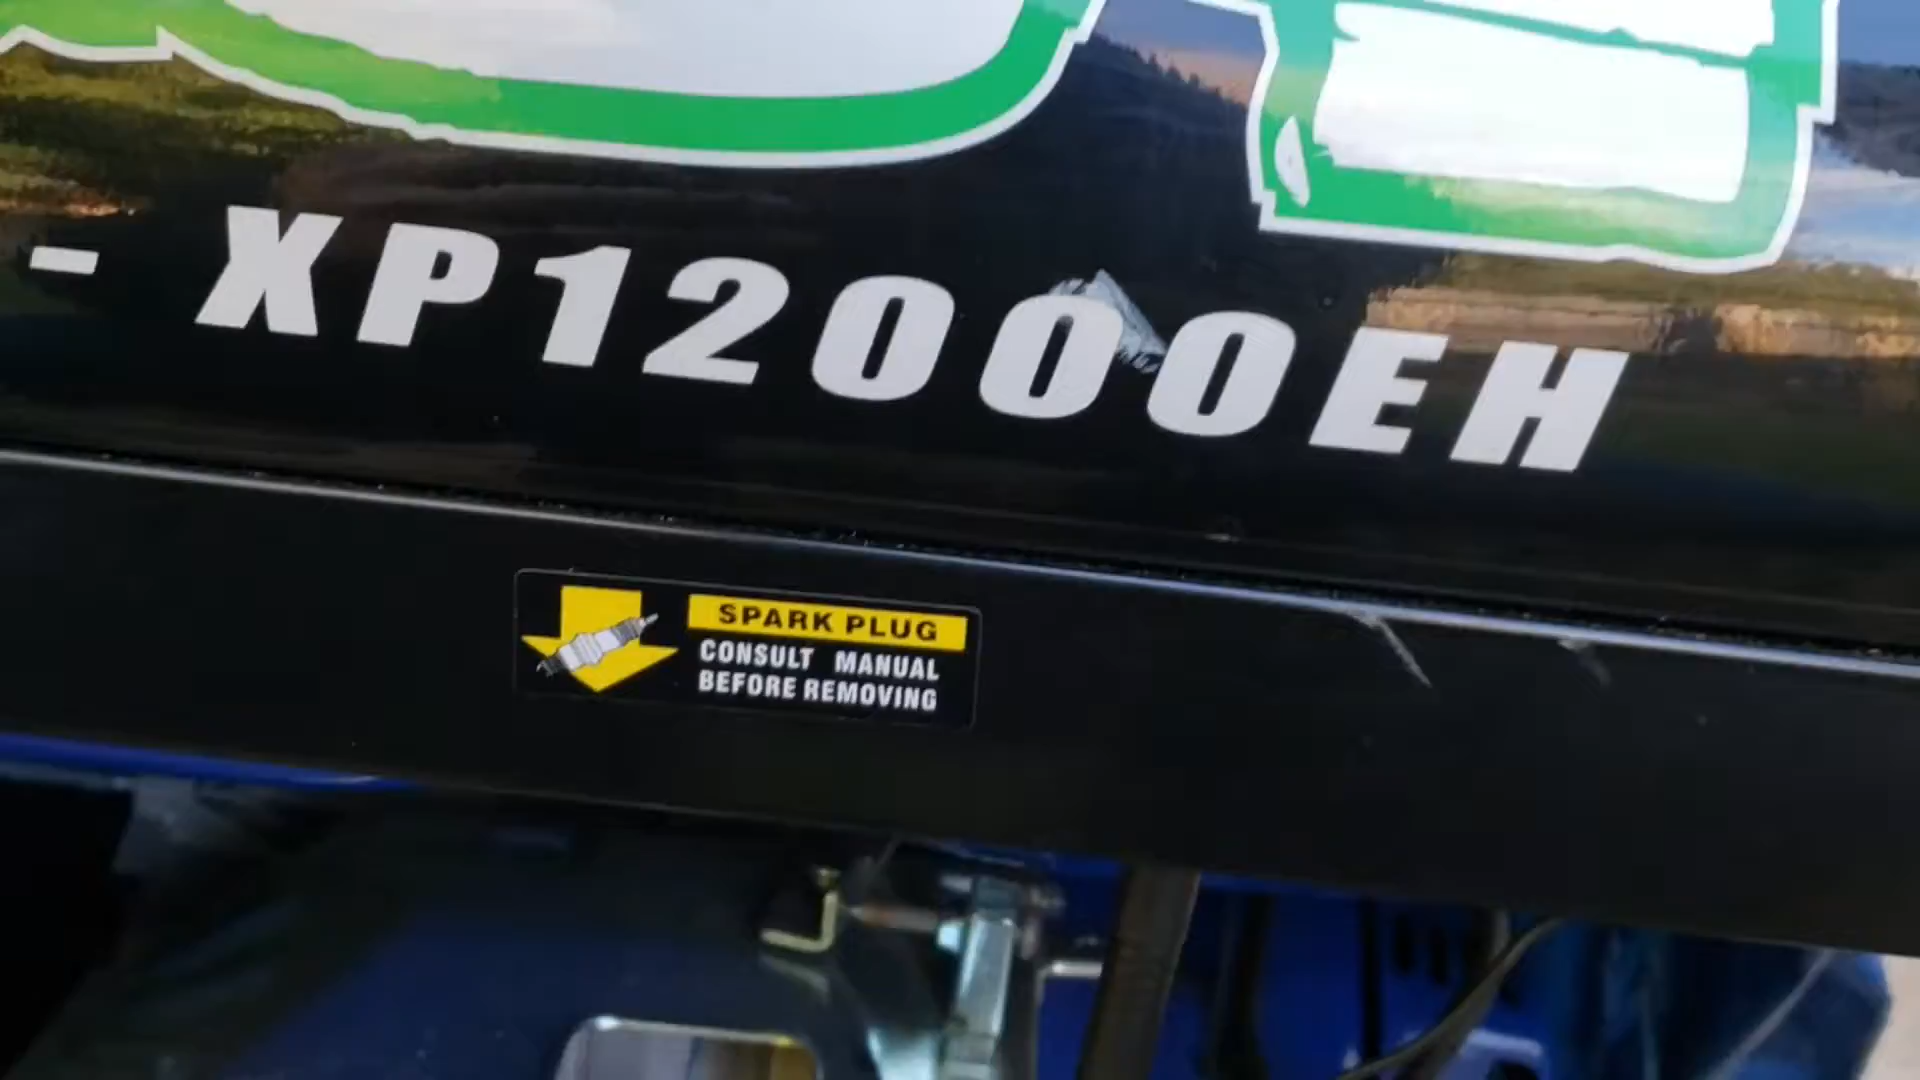 - XP12000EH
SPARK PLUG
CONSULT MANUAL
BEFORE REMOVING